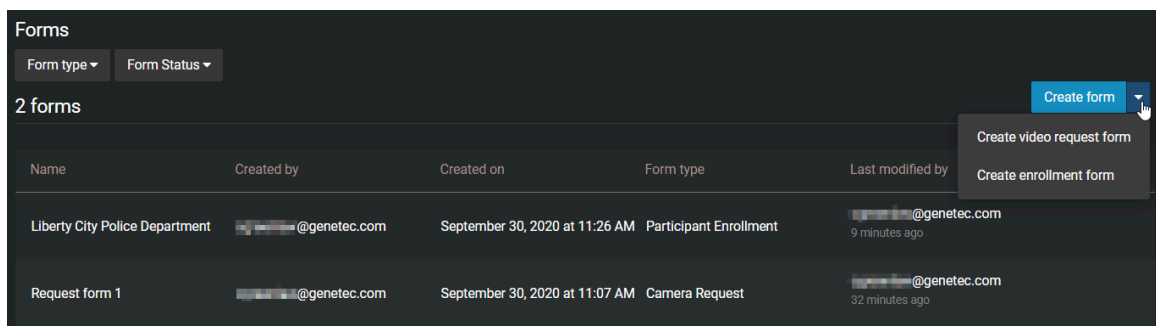 Forms
Form type
Form Status
2 forms
Create form
Create video request form
Create enrollment form
Name
Created by
Created on
Form type
Last modified by
Liberty City Police Department
@genetec.com
September 30, 2020 at 11:26 AM
Participant Enrollment
@genetec.com
9 minutes ago
Request form 1
@genetec.com
September 30, 2020 at 11:07 AM
Camera Request
@genetec.com
32 minutes ago